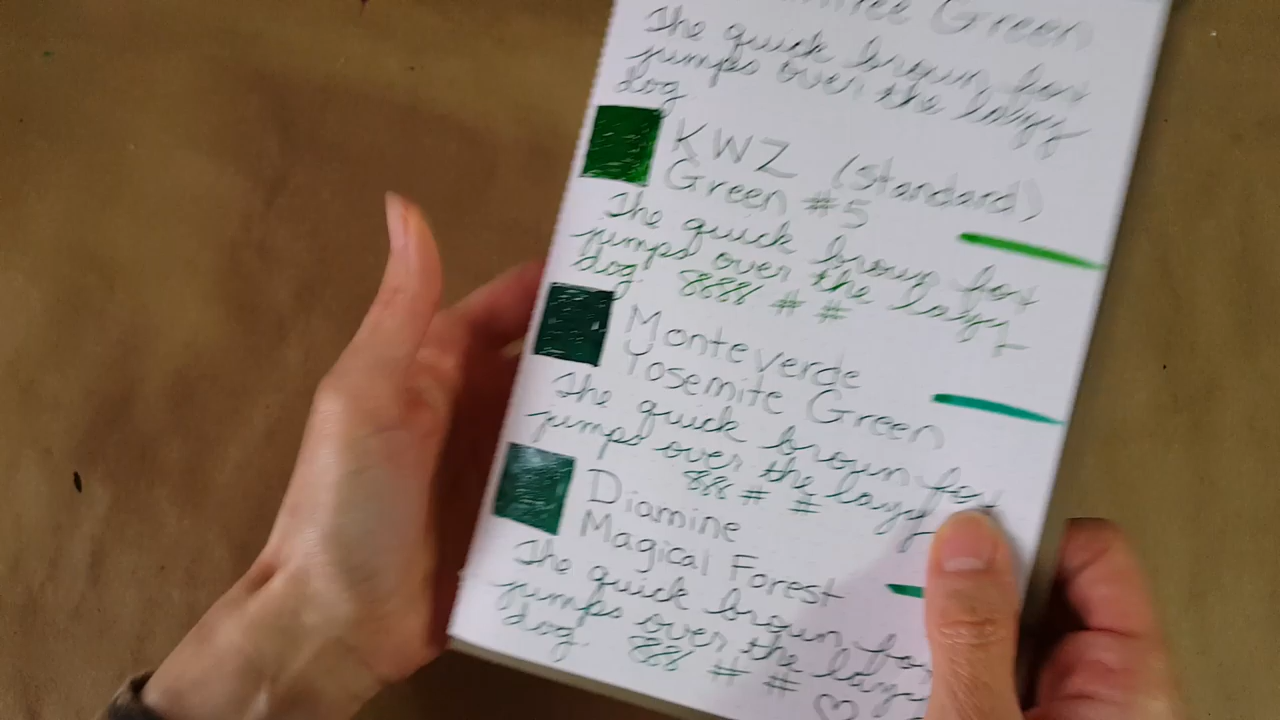 Green
The quick brown fox
jumps over the lazy
dog
KWZ (Standard)
Green #5
The quick brown fox
jumps over the lazy
dog. 888 # #
Monteverde
Yosemite Green
The quick brown fox
jumps over the lazy
888 # #
Diamine
Magical Forest
The quick brown fox
jumps over the lazy
dog. 888 # # ♡